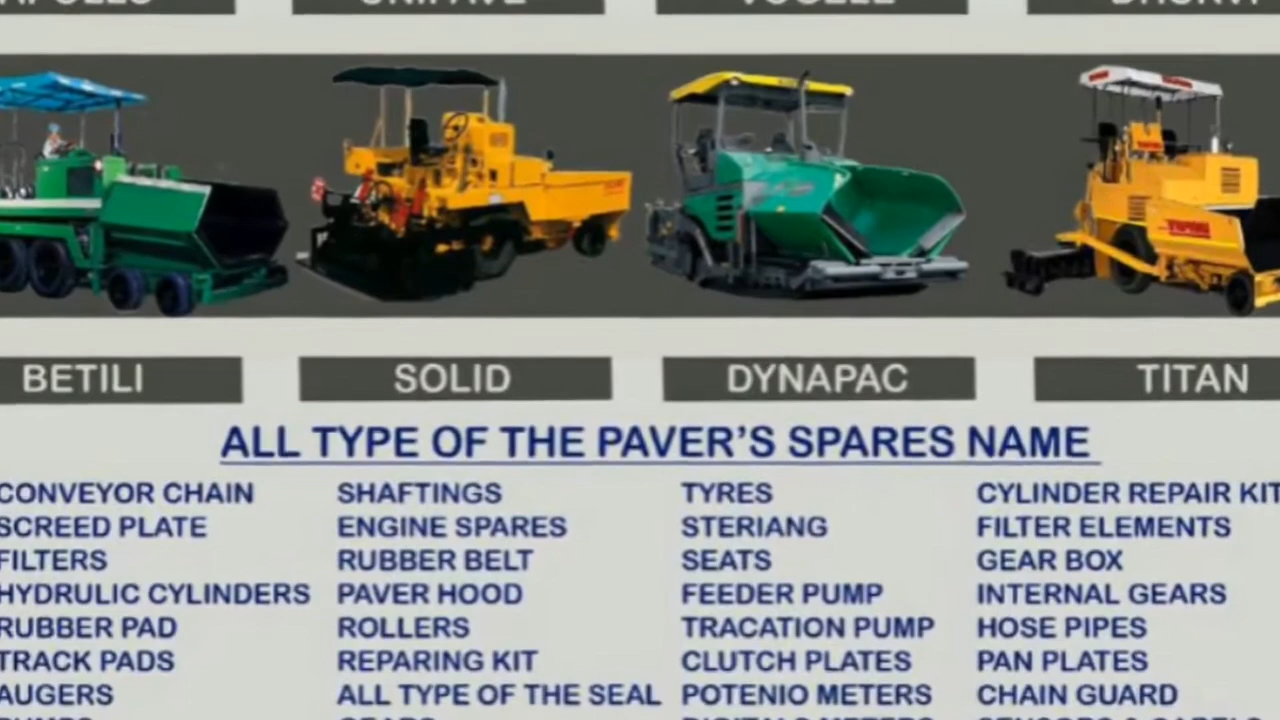 BETILI SOLID DYNAPAC TITAN
ALL TYPE OF THE PAVER’S SPARES NAME
CONVEYOR CHAIN SHAFTINGS TYRES CYLINDER REPAIR KIT
SCREED PLATE ENGINE SPARES STERIANG FILTER ELEMENTS
FILTERS RUBBER BELT SEATS GEAR BOX
HYDRULIC CYLINDERS PAVER HOOD FEEDER PUMP INTERNAL GEARS
RUBBER PAD ROLLERS TRACATION PUMP HOSE PIPES
TRACK PADS REPARING KIT CLUTCH PLATES PAN PLATES
AUGERS ALL TYPE OF THE SEAL POTENIO METERS CHAIN GUARD